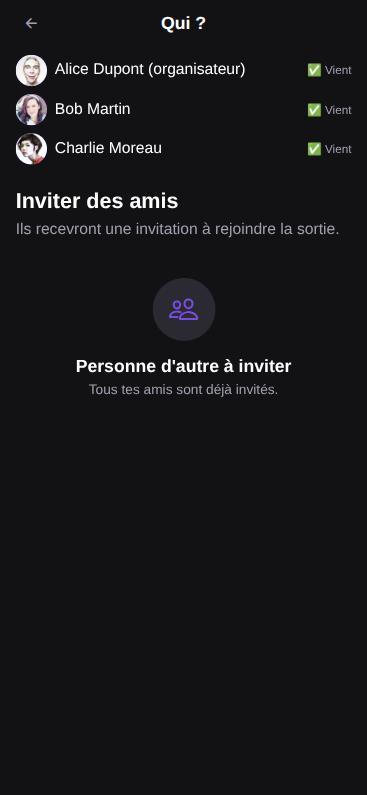 Qui ?
Alice Dupont (organisateur) ✅ Vient
Bob Martin ✅ Vient
Charlie Moreau ✅ Vient
Inviter des amis
Ils recevront une invitation à rejoindre la sortie.
Personne d'autre à inviter
Tous tes amis sont déjà invités.